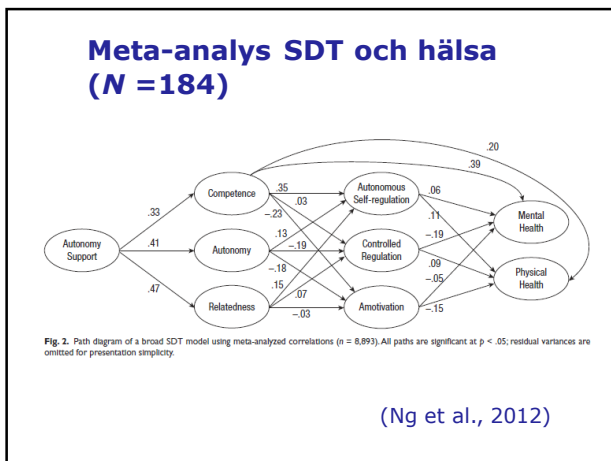 Meta-analys SDT och hälsa
(N =184)
.20
.39
Competence
.35
.03
-.23
Autonomous
Self-regulation
.06
.11
-.19
Mental
Health
.33
Autonomy
Support
.41
Autonomy
.13
-.19
-.18
Controlled
Regulation
.09
-.05
Physical
Health
.47
Relatedness
.15
.07
-.03
Amotivation
-.15
Fig. 2. Path diagram of a broad SDT model using meta-analyzed correlations (n = 8,893). All paths are significant at p < .05; residual variances are
omitted for presentation simplicity.
(Ng et al., 2012)